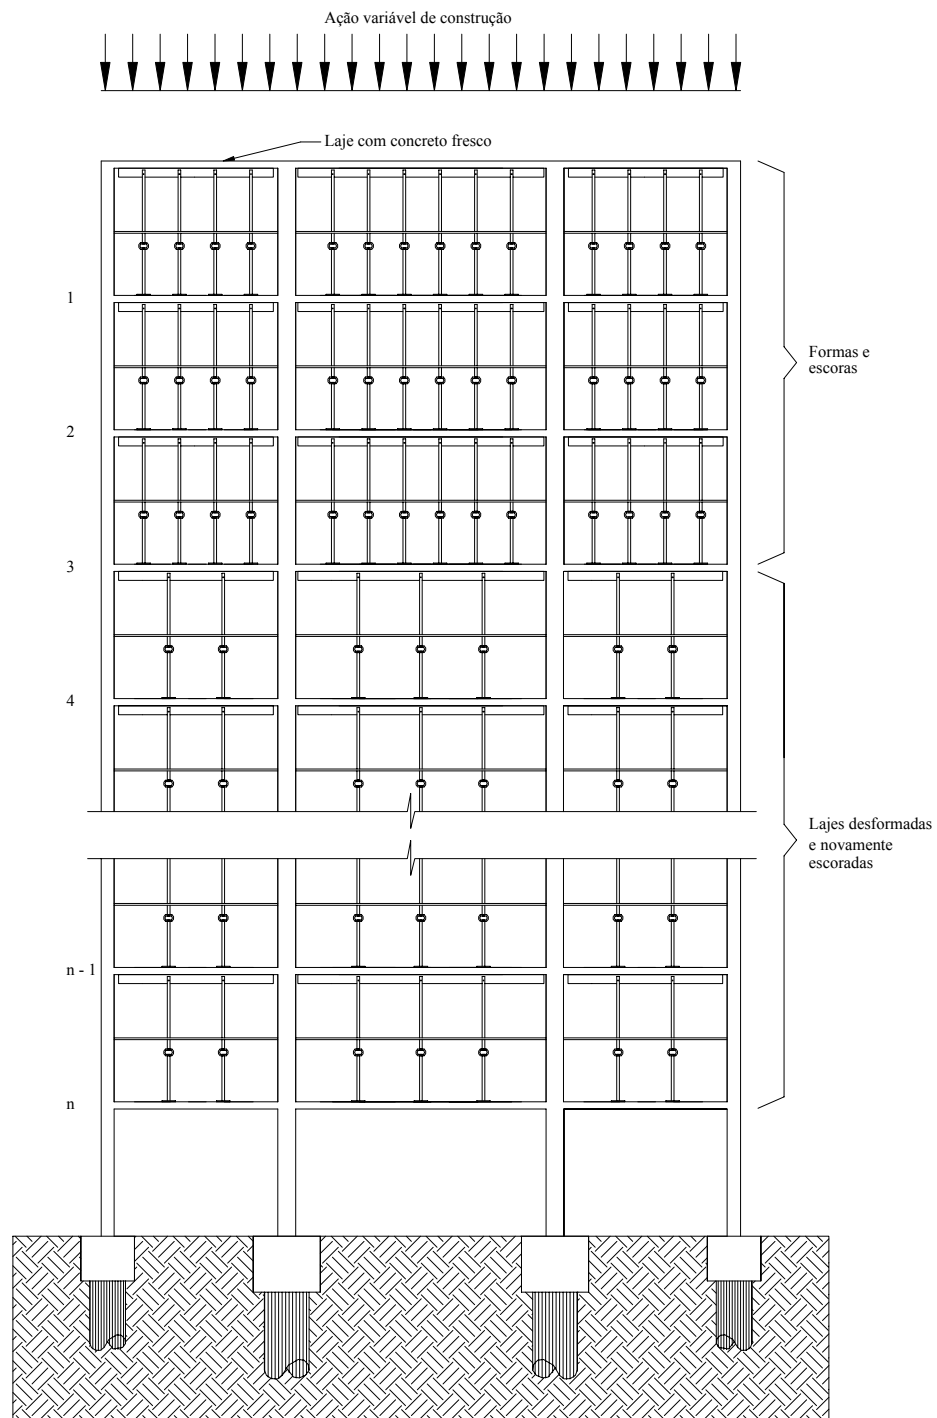 Ação variável de construção
Laje com concreto fresco
1
2
Formas e
escoras
3
4
Lajes desformadas
e novamente
escoradas
n - 1
n